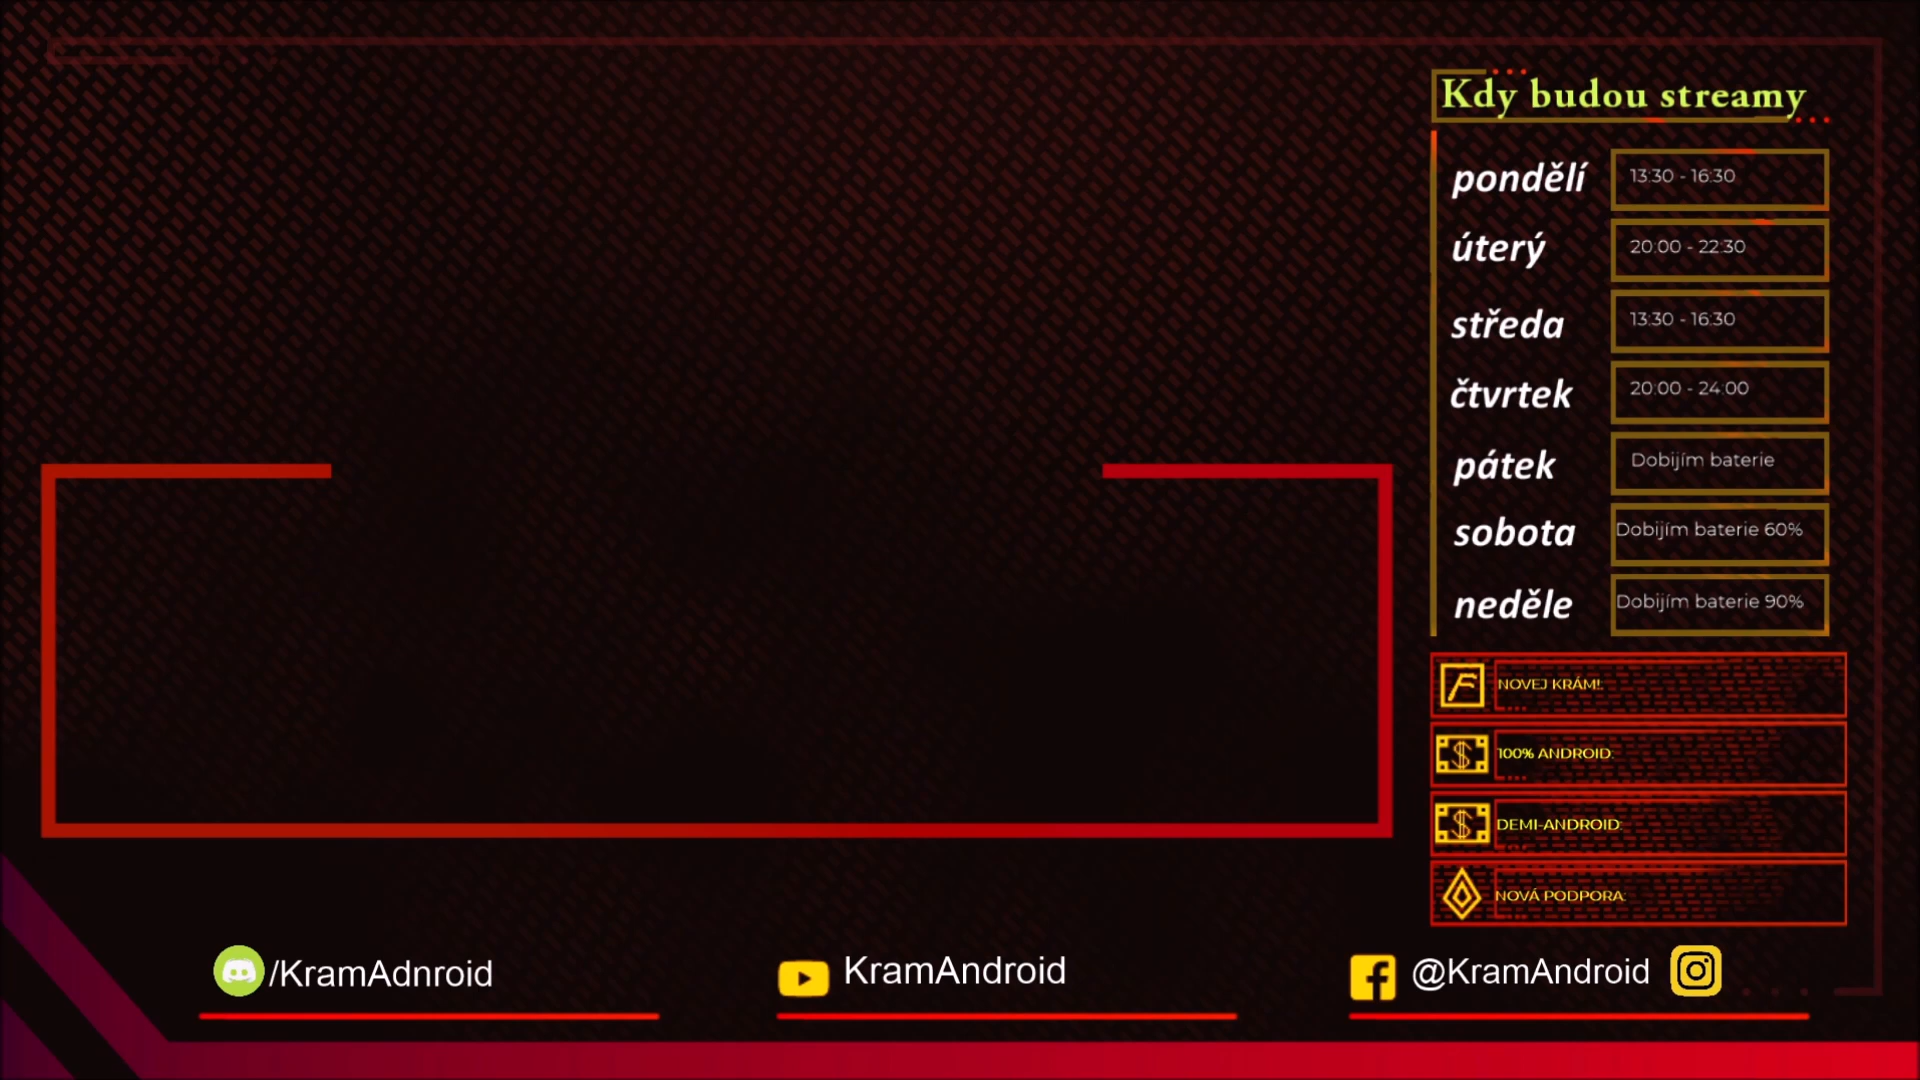 Kdy budou streamy
pondělí 13:30 - 16:30
úterý 20:00 - 22:30
středa 13:30 - 16:30
čtvrtek 20:00 - 24:00
pátek Dobijím baterie
sobota Dobijím baterie 60%
neděle Dobijím baterie 90%
NOVEJ KRÁM!:
100% ANDROID:
DEMI-ANDROID:
NOVÁ PODPORA:
/KramAdnroid
KramAndroid
@KramAndroid